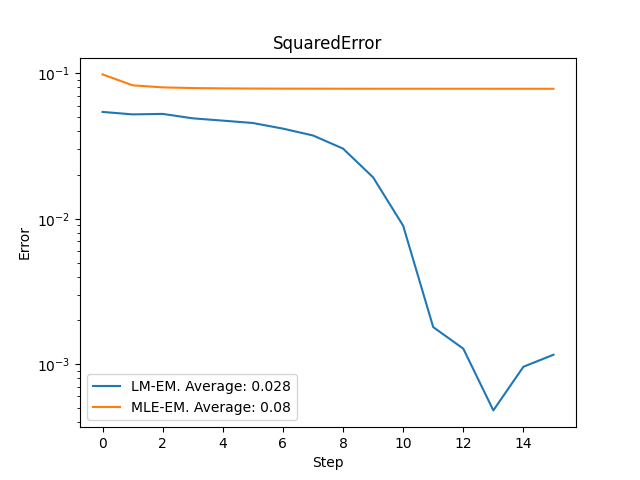 SquaredError
10⁻¹
10⁻²
10⁻³
Error
LM-EM. Average: 0.028
MLE-EM. Average: 0.08
0 2 4 6 8 10 12 14
Step